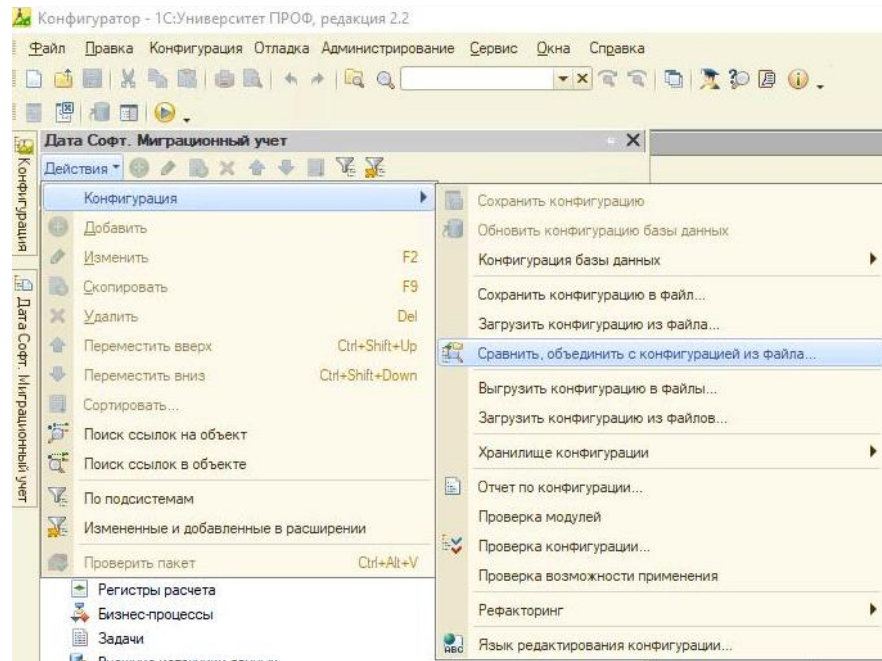 Конфигуратор - 1С:Университет ПРОФ, редакция 2.2
Файл Правка Конфигурация Отладка Администрирование Сервис Окна Справка
Дата Софт. Миграционный учет
Действия
Конфигурация
Добавить
Изменить F2
Скопировать F9
Удалить Del
Переместить вверх Ctrl+Shift+Up
Переместить вниз Ctrl+Shift+Down
Сортировать...
Поиск ссылок на объект
Поиск ссылок в объекте
По подсистемам
Измененные и добавленные в расширении
Проверить пакет Ctrl+Alt+V
Сохранить конфигурацию
Обновить конфигурацию базы данных
Конфигурация базы данных
Сохранить конфигурацию в файл...
Загрузить конфигурацию из файла...
Сравнить, объединить с конфигурацией из файла...
Выгрузить конфигурацию в файлы...
Загрузить конфигурацию из файлов...
Хранилище конфигурации
Отчет по конфигурации...
Проверка модулей
Проверка конфигурации...
Проверка возможности применения
Рефакторинг
Язык редактирования конфигурации...
Регистры расчета
Бизнес-процессы
Задачи
Конфигурация
Дата Софт. Миграционный учет